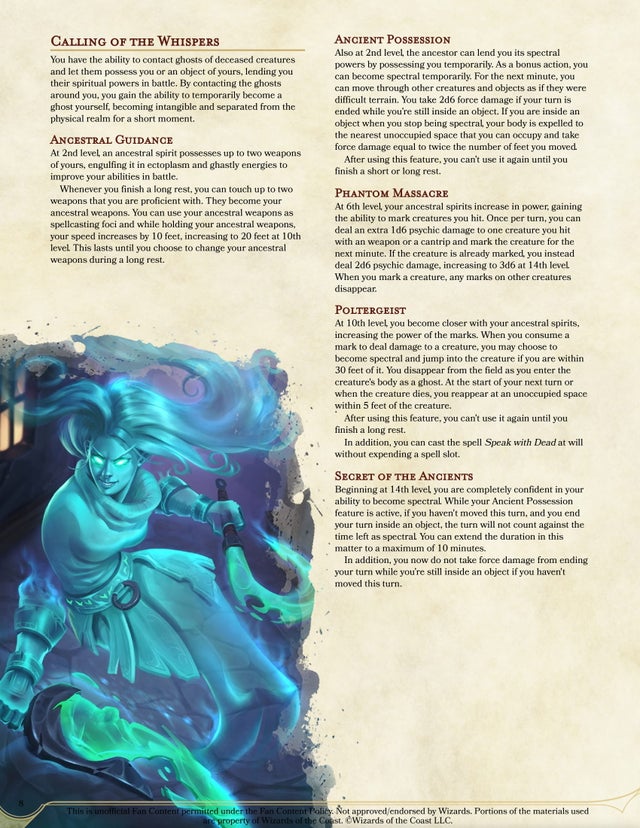 CALLING OF THE WHISPERS
You have the ability to contact ghosts of deceased creatures
and let them possess you or an object of yours, lending you
their spiritual powers in battle. By contacting the ghosts
around you, you gain the ability to temporarily become a
ghost yourself, becoming intangible and separated from the
physical realm for a short moment.
ANCESTRAL GUIDANCE
At 2nd level, an ancestral spirit possesses up to two weapons
of yours, engulfing it in ectoplasm and ghastly energies to
improve your abilities in battle.
Whenever you finish a long rest, you can touch up to two
weapons that you are proficient with. They become your
ancestral weapons. You can use your ancestral weapons as
spellcasting foci and while holding your ancestral weapons,
your speed increases by 10 feet, increasing to 20 feet at 10th
level. This lasts until you choose to change your ancestral
weapons during a long rest.
ANCIENT POSSESSION
Also at 2nd level, the ancestor can lend you its spectral
powers by possessing you temporarily. As a bonus action, you
can become spectral temporarily. For the next minute, you
can move through other creatures and objects as if they were
difficult terrain. You take 2d6 force damage if your turn is
ended while you're still inside an object. If you are inside an
object when you stop being spectral, your body is expelled to
the nearest unoccupied space that you can occupy and take
force damage equal to twice the number of feet you moved.
After using this feature, you can't use it again until you
finish a short or long rest.
PHANTOM MASSACRE
At 6th level, your ancestral spirits increase in power, gaining
the ability to mark creatures you hit. Once per turn, you can
deal an extra 1d6 psychic damage to one creature you hit
with an weapon or a cantrip and mark the creature for the
next minute. If the creature is already marked, you instead
deal 2d6 psychic damage, increasing to 3d6 at 14th level.
When you mark a creature, any marks on other creatures
disappear.
POLTERGEIST
At 10th level, you become closer with your ancestral spirits,
increasing the power of the marks. When you consume a
mark to deal damage to a creature, you may choose to
become spectral and jump into the creature if you are within
30 feet of it. You disappear from the field as you enter the
creature's body as a ghost. At the start of your next turn or
when the creature dies, you reappear at an unoccupied space
within 5 feet of the creature.
After using this feature, you can't use it again until you
finish a long rest.
In addition, you can cast the spell Speak with Dead at will
without expending a spell slot.
SECRET OF THE ANCIENTS
Beginning at 14th level, you are completely confident in your
ability to become spectral. While your Ancient Possession
feature is active, if you haven't moved this turn, and you end
your turn inside an object, the turn will not count against the
time left as spectral. You can extend the duration in this
matter to a maximum of 10 minutes.
In addition, you now do not take force damage from ending
your turn while you're still inside an object if you haven't
moved this turn.
8
This is unofficial Fan Content permitted under the Fan Content Policy. Not approved/endorsed by Wizards. Portions of the materials used
are property of Wizards of the Coast. ©Wizards of the Coast LLC.